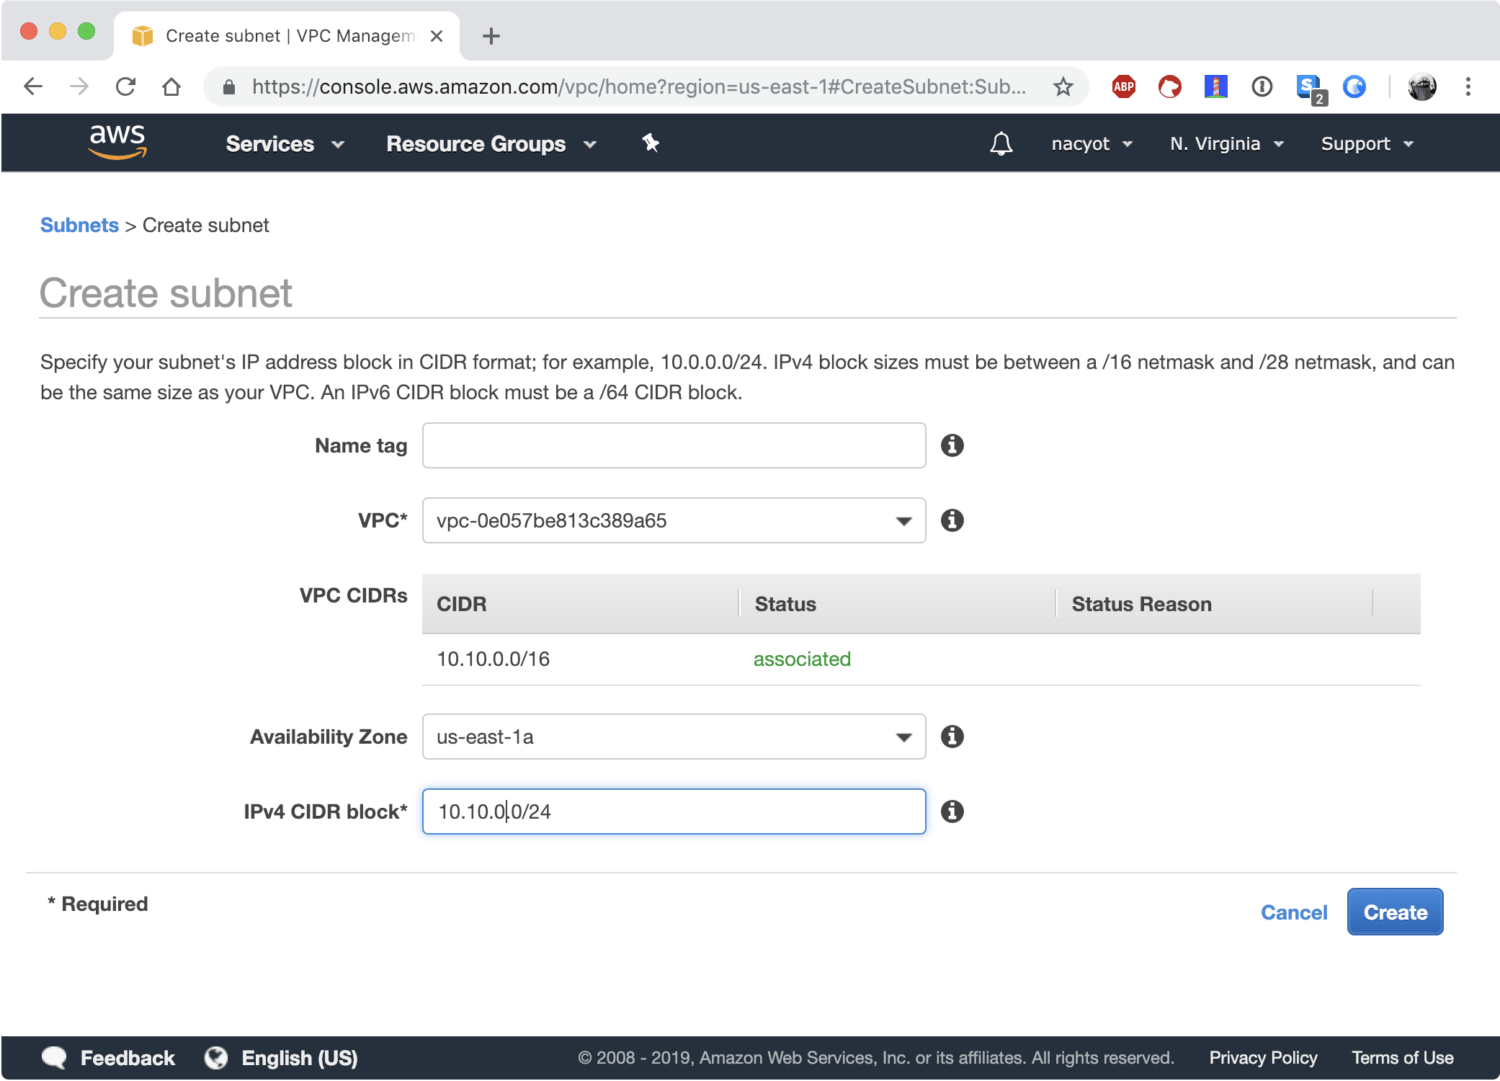 Create subnet | VPC Managem
https://console.aws.amazon.com/vpc/home?region=us-east-1#CreateSubnet:Sub...
ABP
S
2
aws
Services
Resource Groups
nacyot
N. Virginia
Support
Subnets > Create subnet
Create subnet
Specify your subnet's IP address block in CIDR format; for example, 10.0.0.0/24. IPv4 block sizes must be between a /16 netmask and /28 netmask, and can
be the same size as your VPC. An IPv6 CIDR block must be a /64 CIDR block.
Name tag
VPC* vpc-0e057be813c389a65
VPC CIDRs
CIDR Status Status Reason
10.10.0.0/16 associated
Availability Zone us-east-1a
IPv4 CIDR block* 10.10.0.0/24
* Required
Cancel Create
Feedback English (US) © 2008 - 2019, Amazon Web Services, Inc. or its affiliates. All rights reserved. Privacy Policy Terms of Use